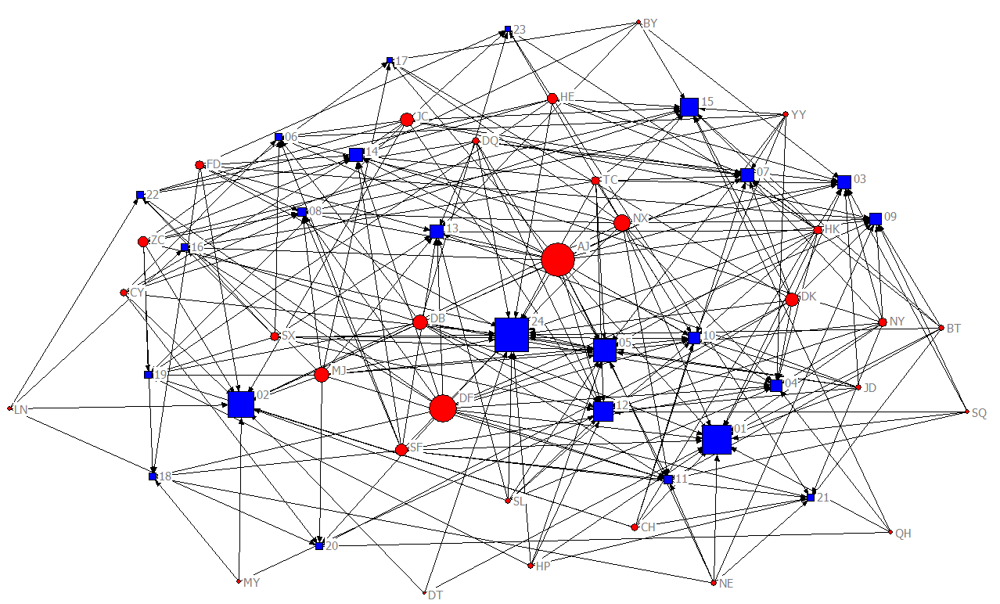 23
BY
17
HE
15
JC
YY
06
DQ
14
FD
07
TC
03
22
08
09
NX
13
HK
ZC
AJ
16
CY
DK
DB
24
NY
BT
SX
10
05
MJ
19
04
JD
02
DF
12
LN
SQ
01
SF
18
11
21
SL
CH
QH
20
HP
MY
NE
DT